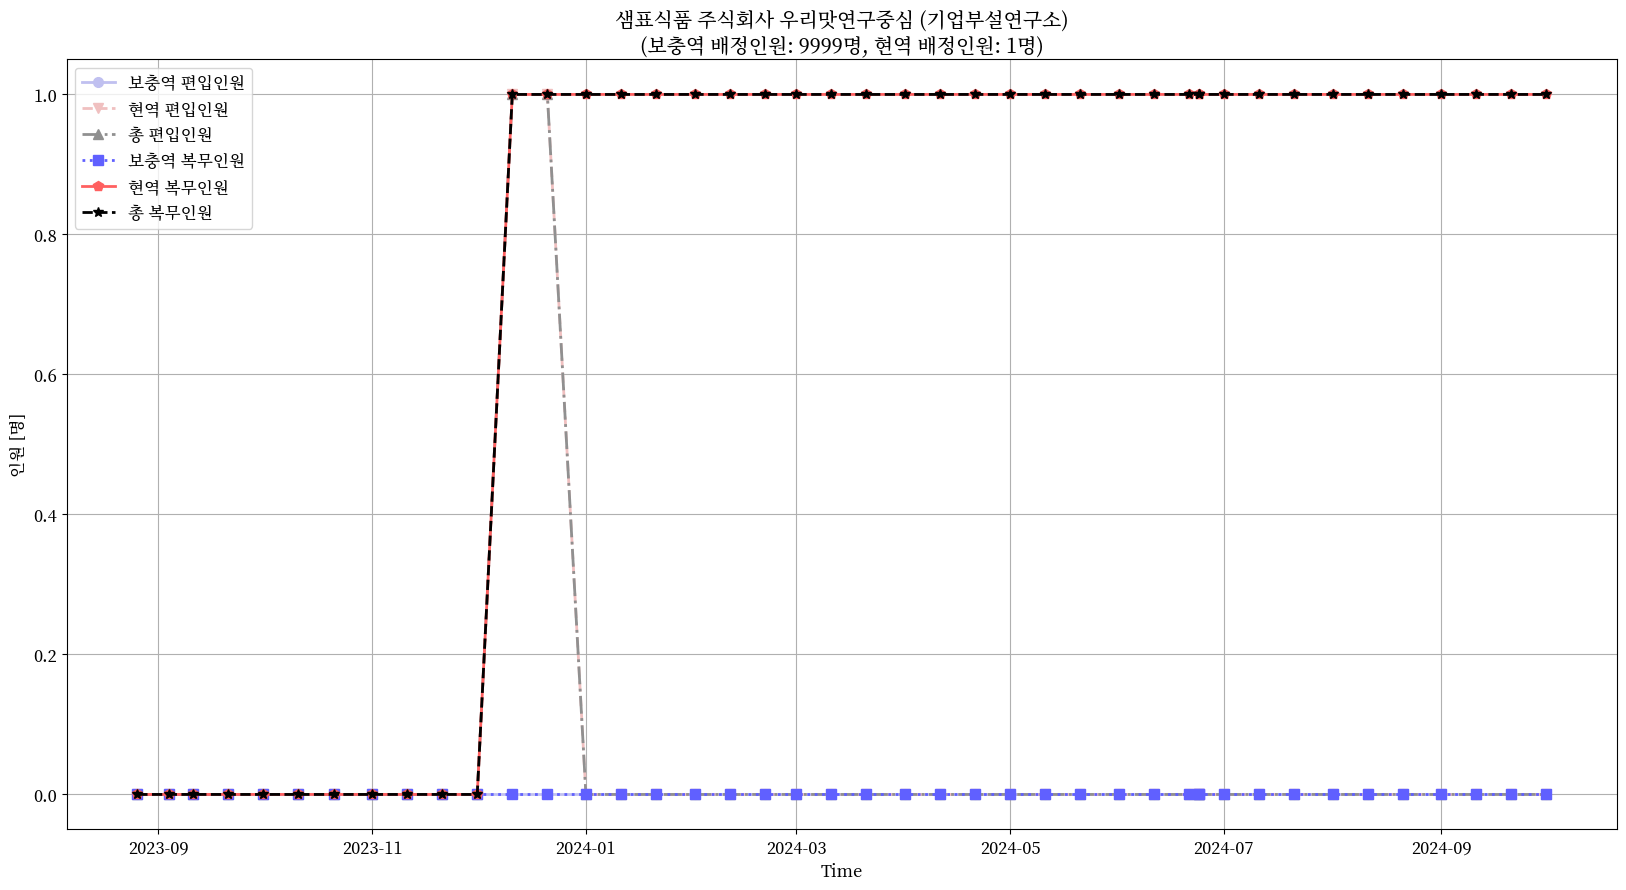 샘표식품 주식회사 우리맛연구중심 (기업부설연구소)
(보충역 배정인원: 9999명, 현역 배정인원: 1명)
보충역 편입인원
현역 편입인원
총 편입인원
보충역 복무인원
현역 복무인원
총 복무인원
1.0
0.8
0.6
0.4
0.2
0.0
인원 [명]
2023-09
2023-11
2024-01
2024-03
2024-05
2024-07
2024-09
Time